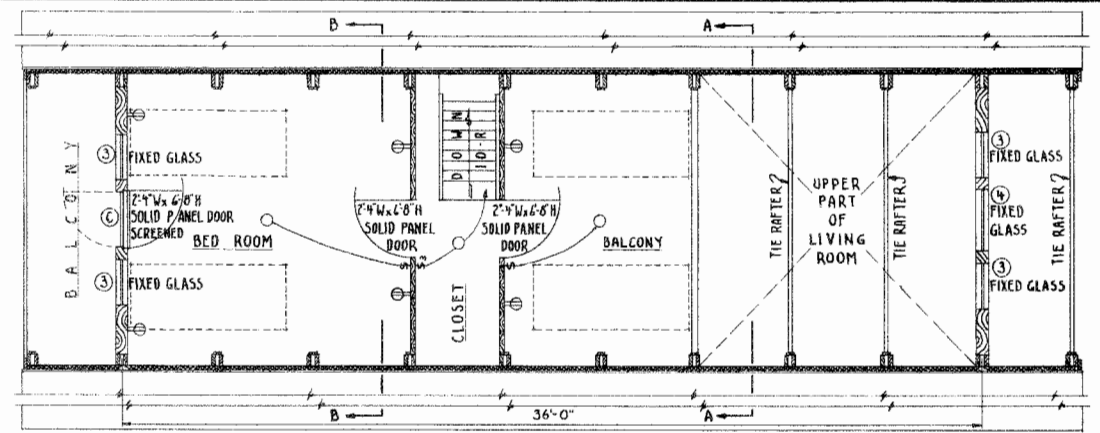 B
A
BALCONY
3
FIXED GLASS
2'-4"W x 6'-8"H
SOLID PANEL DOOR
SCREENED
6
BED ROOM
3
FIXED GLASS
2'-4"W x 6'-8"H
SOLID PANEL
DOOR
S
S3
DOWN
10-R
CLOSET
2'-4"W x 6'-8"H
SOLID PANEL
DOOR
S
BALCONY
TIE RAFTER
UPPER
PART
OF
LIVING
ROOM
TIE RAFTER
3
FIXED GLASS
4
FIXED
GLASS
3
FIXED GLASS
TIE RAFTER
B
36'-0"
A